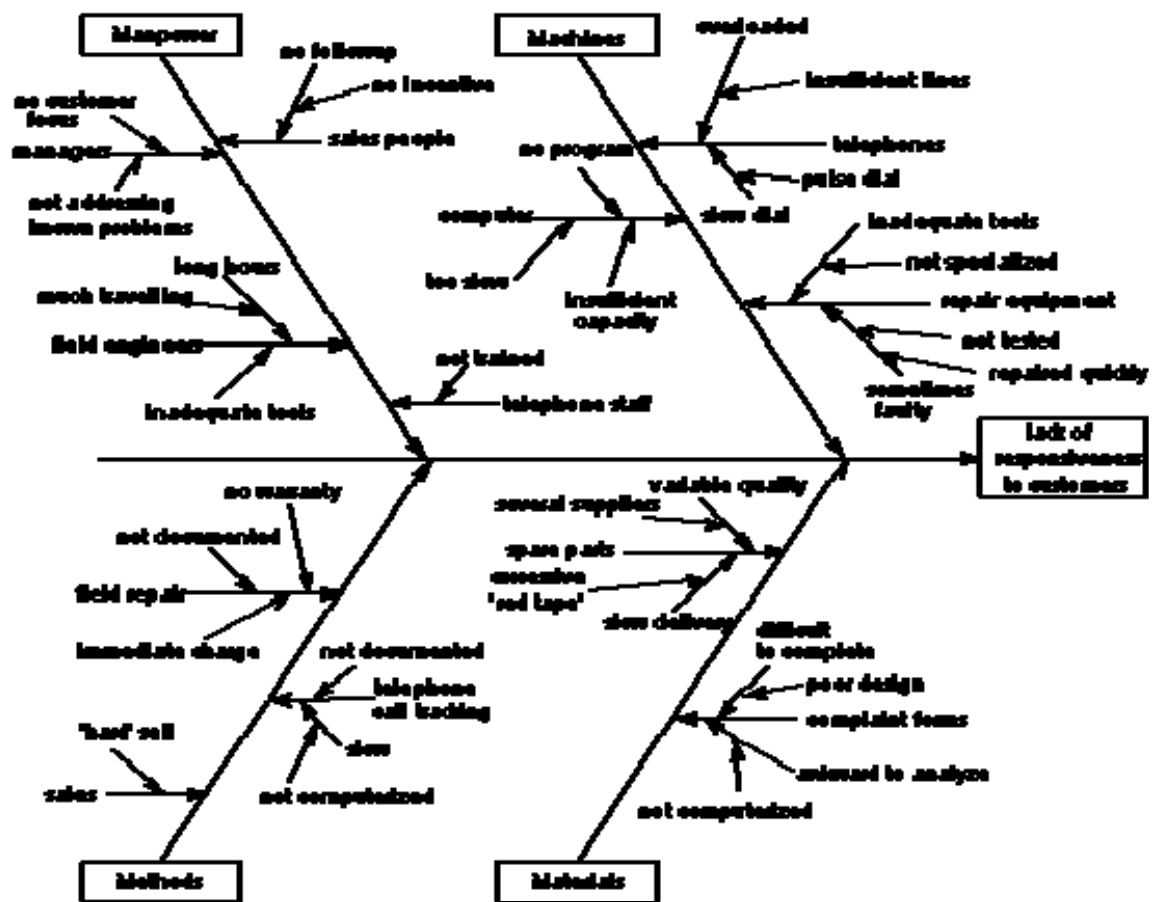 Manpower
Machines
overloaded
no followup
no incentive
insufficient lines
no customer
focus
managers
sales people
telephones
no program
pulse dial
not addressing
known problems
computer
slow dial
inadequate tools
long hours
too slow
not specialized
much travelling
insufficient
capacity
repair equipment
field engineers
not trained
not tested
repaired quickly
inadequate tools
telephone staff
sometimes
faulty
lack of
responsiveness
to customers
no warranty
variable quality
several suppliers
not documented
spare parts
excessive
'red tape'
field repair
slow delivery
immediate charge
difficult
to complete
not documented
telephone
call tracking
poor design
complaint forms
'hard' sell
slow
sales
not computerized
awkward to analyze
not computerized
Methods
Materials